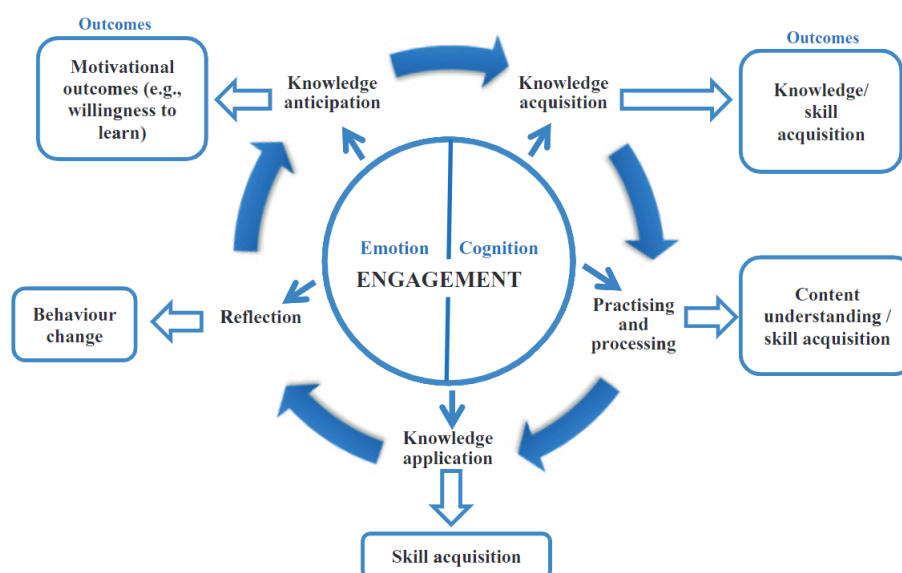 Outcomes
Motivational
outcomes (e.g.,
willingness to
learn)
Knowledge
anticipation
Knowledge
acquisition
Outcomes
Knowledge/
skill
acquisition
Emotion
Cognition
ENGAGEMENT
Behaviour
change
Reflection
Practising
and
processing
Content
understanding /
skill acquisition
Knowledge
application
Skill acquisition